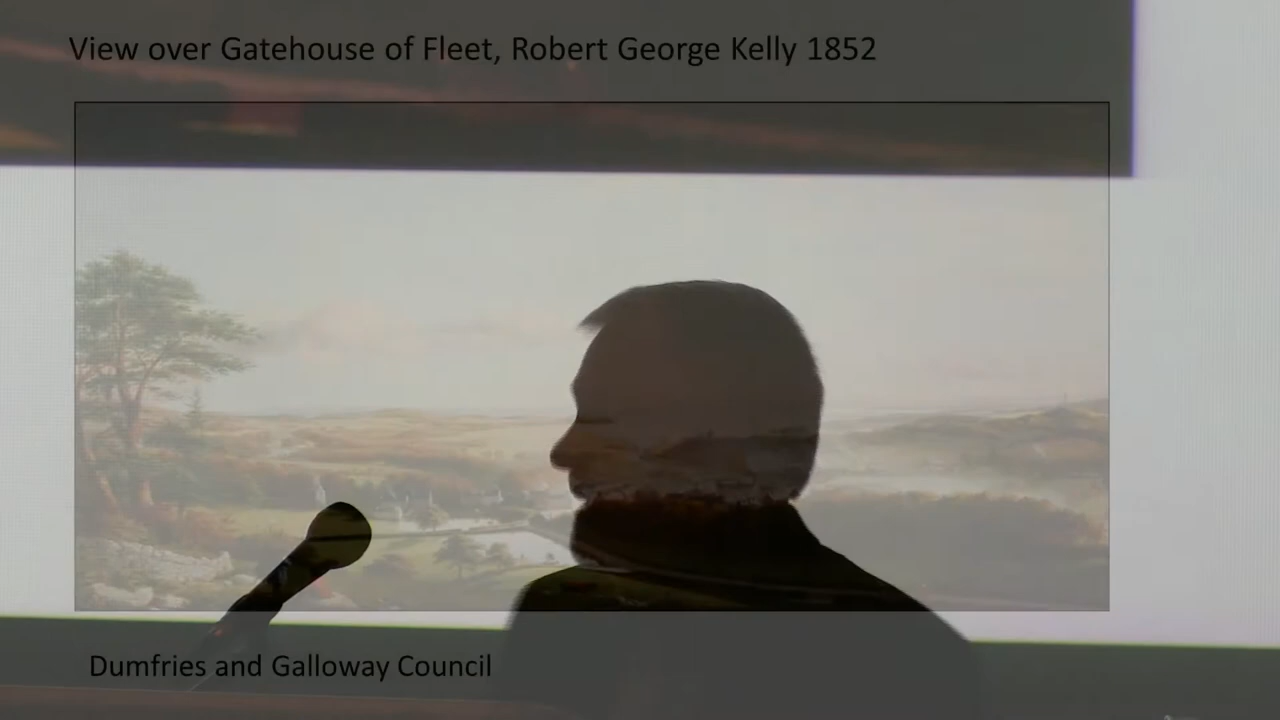 View over Gatehouse of Fleet, Robert George Kelly 1852
Dumfries and Galloway Council